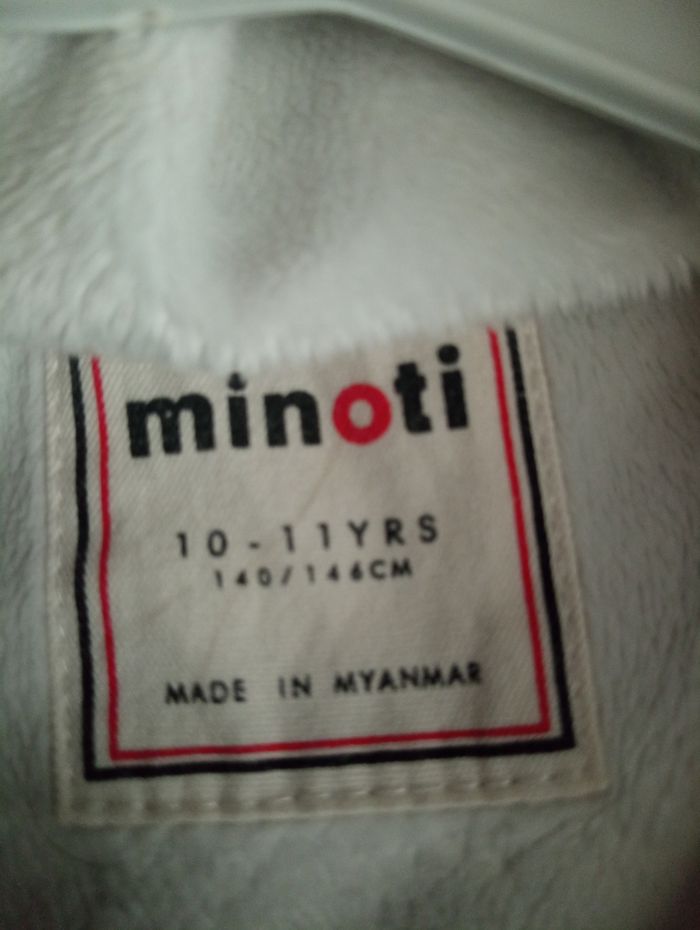 minoti
10 - 11YRS
140/146CM
MADE IN MYANMAR